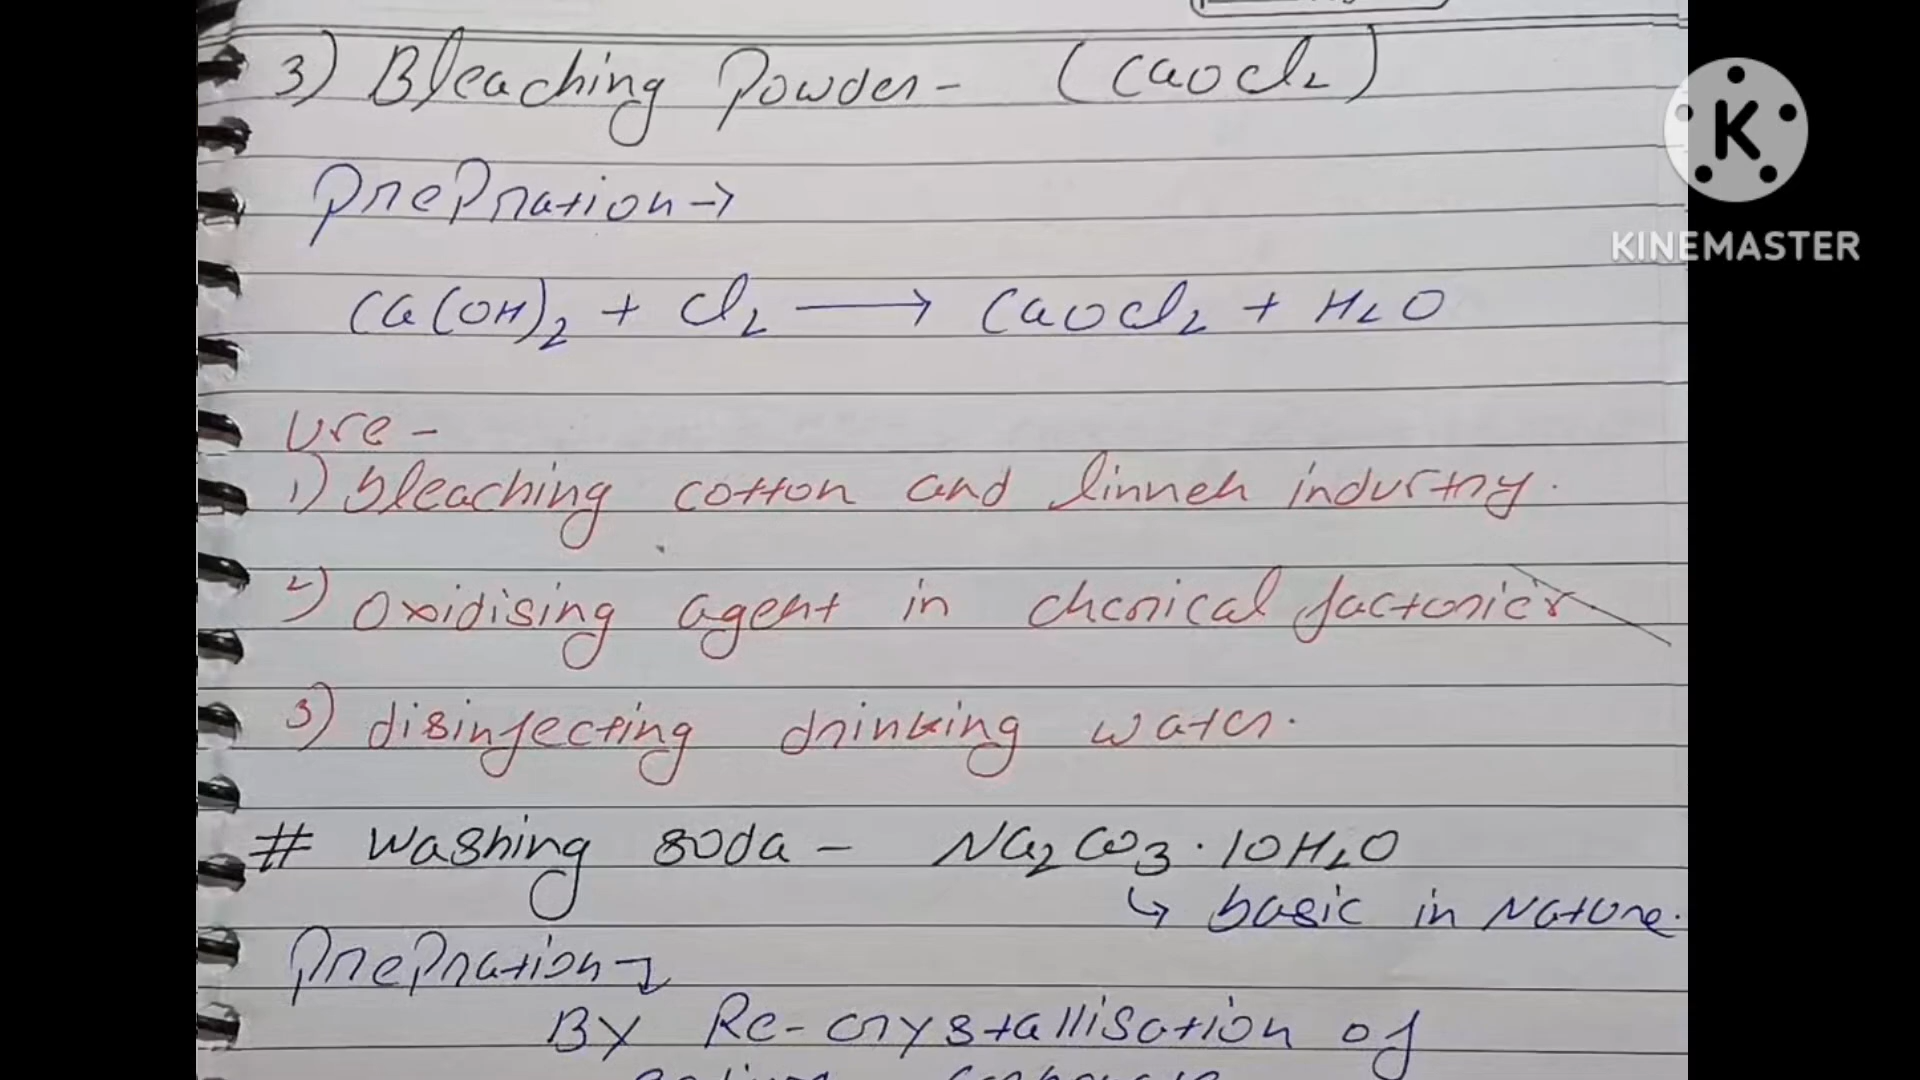 3) Bleaching Powder - (CaOCl₂)
K
KINEMASTER
Prepration →
Ca(OH)₂ + Cl₂ ⟶ CaOCl₂ + H₂O
Use -
1) bleaching cotton and linnen industry.
2) Oxidising agent in chemical factories
3) disinfecting drinking water.
# Washing soda - Na₂CO₃·10H₂O
↳ basic in Nature.
Prepration ↴
By Re-crystallisation of